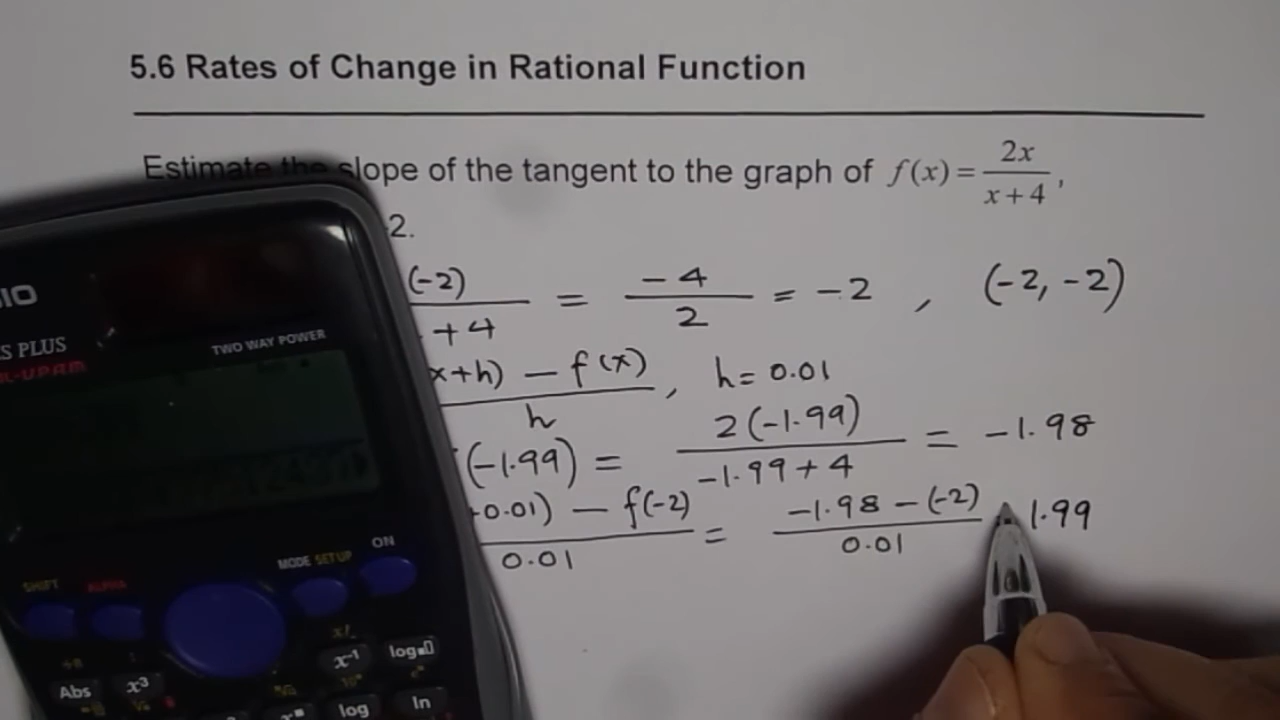 5.6 Rates of Change in Rational Function
Estimate the slope of the tangent to the graph of f(x) = 2x / x + 4 ,
2.
(-2) / + 4 = -4 / 2 = -2 , (-2, -2)
x+h) - f(x) / h , h = 0.01
(-1.99) = 2(-1.99) / -1.99 + 4 = -1.98
+0.01) - f(-2) / 0.01 = -1.98 - (-2) / 0.01 1.99
IO
S PLUS
TWO WAY POWER
ON
MODE SETUP
SHIFT ALPHA
x!
x⁻¹ log
Abs x³
log ln